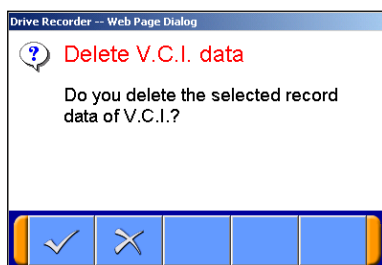 Drive Recorder -- Web Page Dialog
Delete V.C.I. data
Do you delete the selected record
data of V.C.I.?